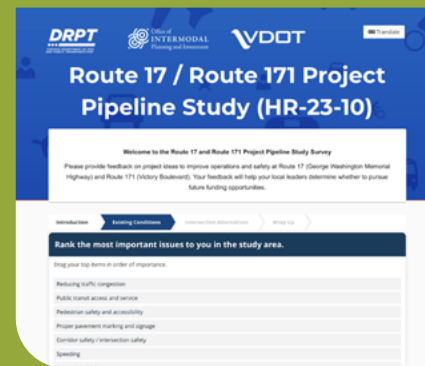 DRPT
Office of
INTERMODAL
Planning and Investment
VDOT
Translate
Route 17 / Route 171 Project
Pipeline Study (HR-23-10)
Welcome to the Route 17 and Route 171 Project Pipeline Study Survey
Please provide feedback on project ideas to improve operations and safety at Route 17 (George Washington Memorial
Highway) and Route 171 (Victory Boulevard). Your feedback will help your local leaders determine whether to pursue
future funding opportunities.
Introduction Existing Conditions Intersection Alternatives Wrap-Up
Rank the most important issues to you in the study area.
Drag your top items in order of importance.
Reducing traffic congestion
Public transit access and service
Pedestrian safety and accessibility
Proper pavement marking and signage
Corridor safety / intersection safety
Speeding